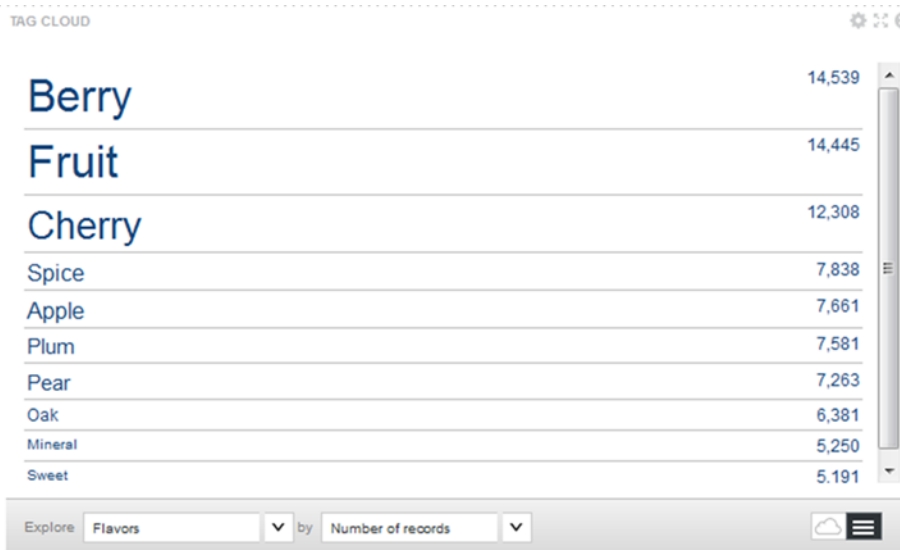 TAG CLOUD
Berry 14,539
Fruit 14,445
Cherry 12,308
Spice 7,838
Apple 7,661
Plum 7,581
Pear 7,263
Oak 6,381
Mineral 5,250
Sweet 5.191
Explore Flavors by Number of records